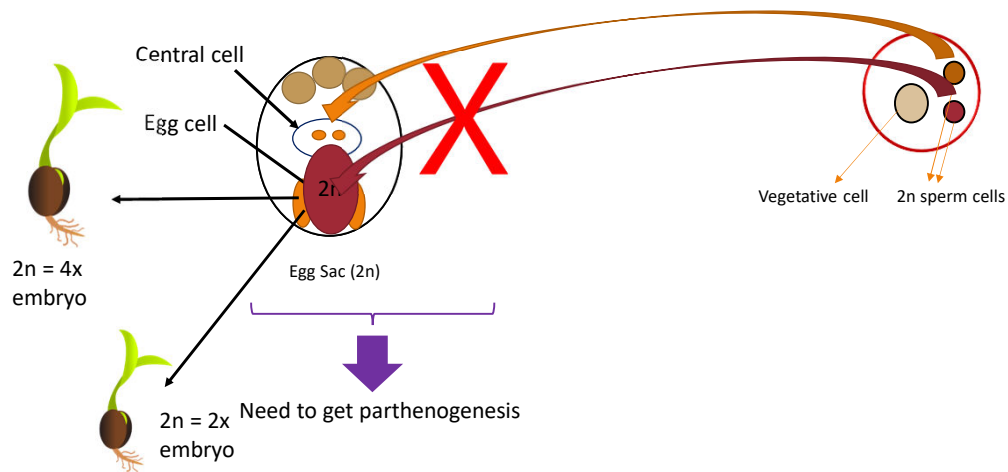 Central cell
Egg cell
2n
Vegetative cell
2n sperm cells
Egg Sac (2n)
2n = 4x
embryo
Need to get parthenogenesis
2n = 2x
embryo